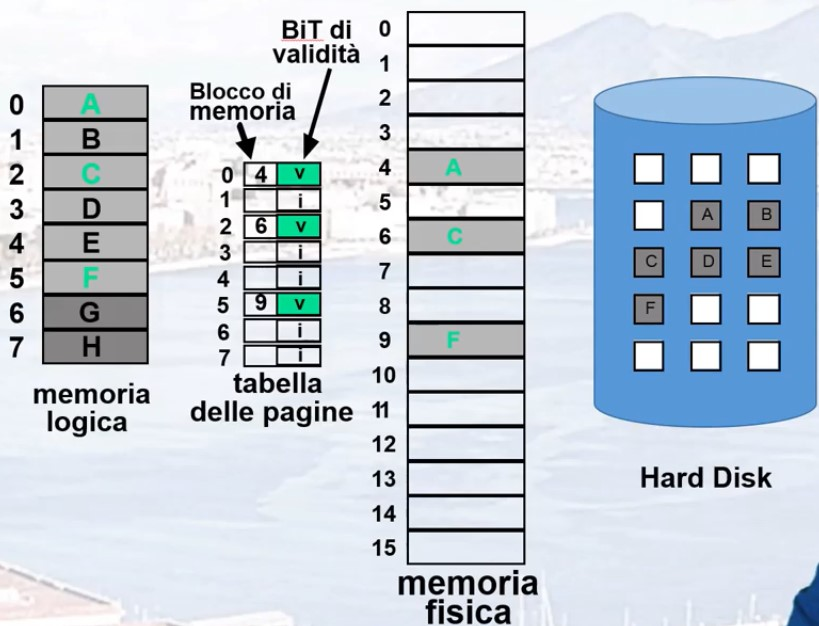 BiT di
validità
Blocco di
memoria
0 A
1 B
2 C
3 D
4 E
5 F
6 G
7 H
memoria
logica
0 4 v
1 i
2 6 v
3 i
4 i
5 9 v
6 i
7 i
tabella
delle pagine
0
1
2
3
4 A
5
6 C
7
8
9 F
10
11
12
13
14
15
memoria
fisica
A B
C D E
F
Hard Disk